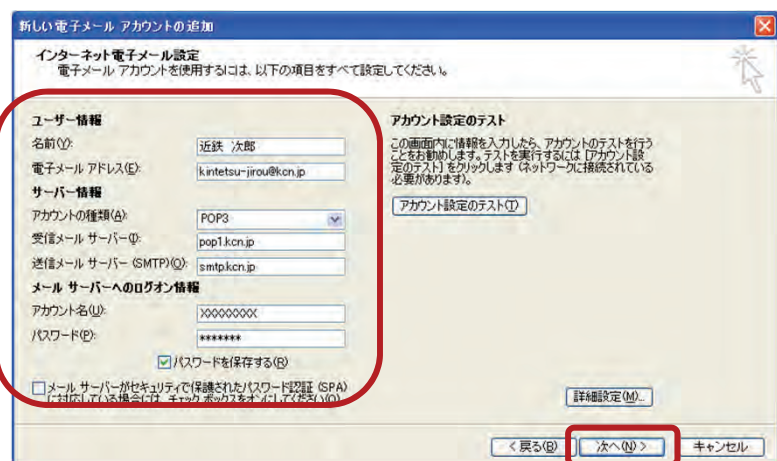 新しい電子メール アカウントの追加
インターネット電子メール設定
電子メール アカウントを使用するには、以下の項目をすべて設定してください。
ユーザー情報
名前(Y):
近鉄 次郎
電子メール アドレス(E):
kintetsu-jirou@kcn.jp
サーバー情報
アカウントの種類(A):
POP3
受信メール サーバー(I):
pop1.kcn.jp
送信メール サーバー (SMTP)(O):
smtp.kcn.jp
メール サーバーへのログオン情報
アカウント名(U):
XXXXXXXX
パスワード(P):
*******
パスワードを保存する(R)
メール サーバーがセキュリティで保護されたパスワード認証 (SPA)
に対応している場合には、チェック ボックスをオンにしてください(Q)
アカウント設定のテスト
この画面内に情報を入力したら、アカウントのテストを行う
ことをお勧めします。テストを実行するには [アカウント設
定のテスト] をクリックします (ネットワークに接続されている
必要があります)。
アカウント設定のテスト(T)
詳細設定(M)...
< 戻る(B)
次へ(N) >
キャンセル